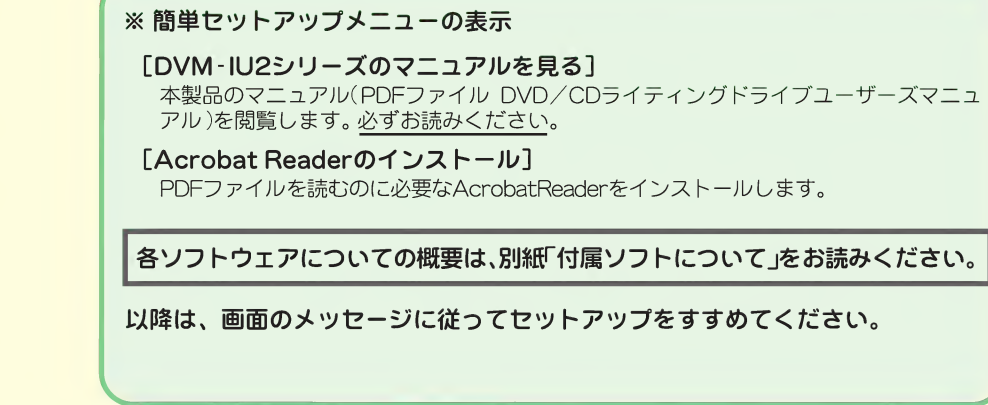 ※ 簡単セットアップメニューの表示
［DVM-IU2シリーズのマニュアルを見る］
本製品のマニュアル(PDFファイル DVD／CDライティングドライブユーザーズマニュ
アル)を閲覧します。必ずお読みください。
［Acrobat Readerのインストール］
PDFファイルを読むのに必要なAcrobatReaderをインストールします。
各ソフトウェアについての概要は、別紙「付属ソフトについて」をお読みください。
以降は、画面のメッセージに従ってセットアップをすすめてください。